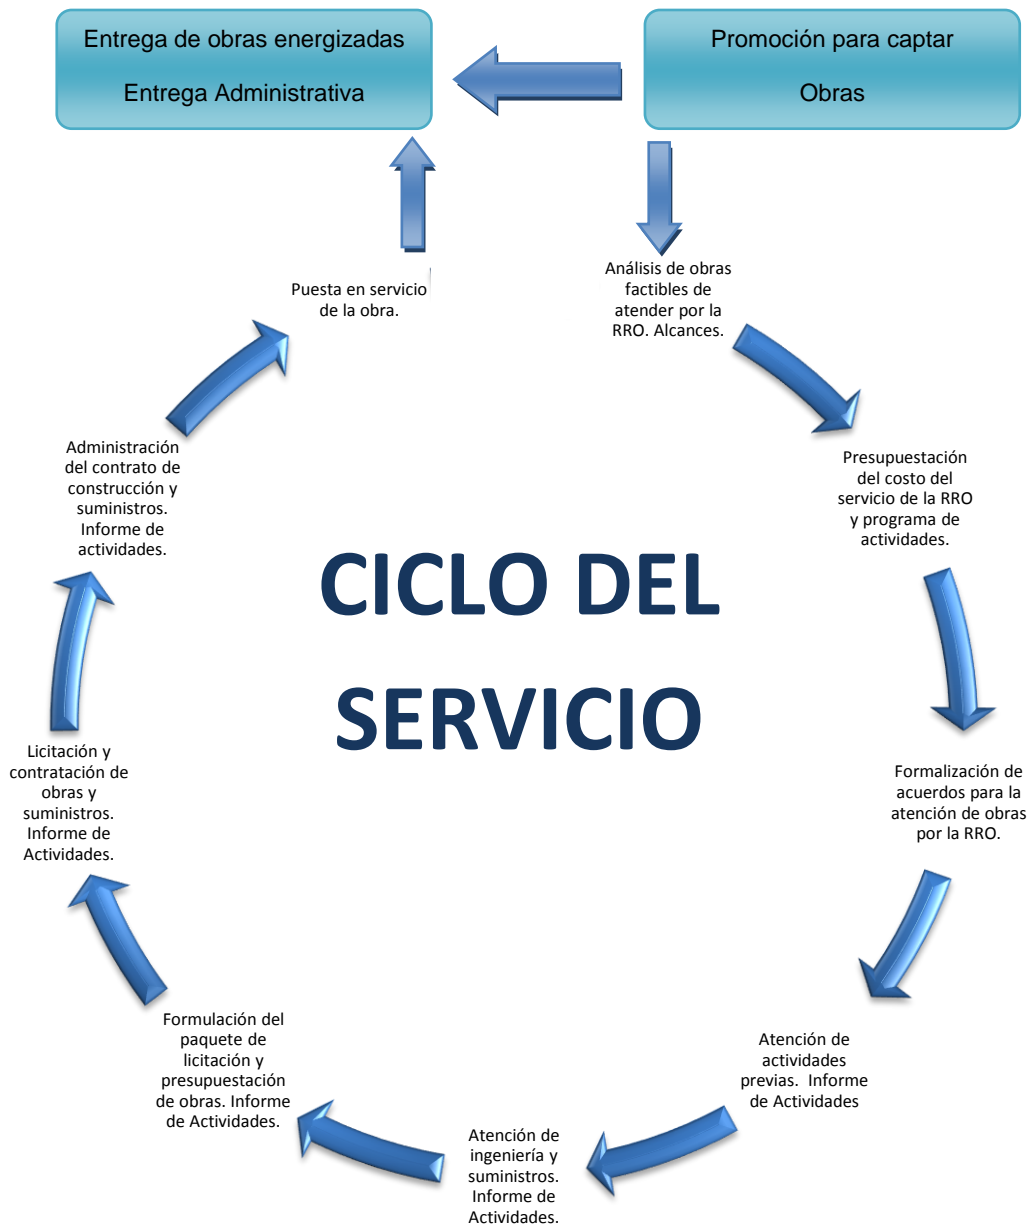 Entrega de obras energizadas
Entrega Administrativa
Promoción para captar
Obras
Análisis de obras
factibles de
atender por la
RRO. Alcances.
Presupuestación
del costo del
servicio de la RRO
y programa de
actividades.
Formalización de
acuerdos para la
atención de obras
por la RRO.
Atención de
actividades
previas.  Informe
de Actividades
Atención de
ingeniería y
suministros.
Informe de
Actividades.
Formulación del
paquete de
licitación y
presupuestación
de obras. Informe
de Actividades.
Licitación y
contratación de
obras y
suministros.
Informe de
Actividades.
Administración
del contrato de
construcción y
suministros.
Informe de
actividades.
Puesta en servicio
de la obra.
CICLO DEL
SERVICIO